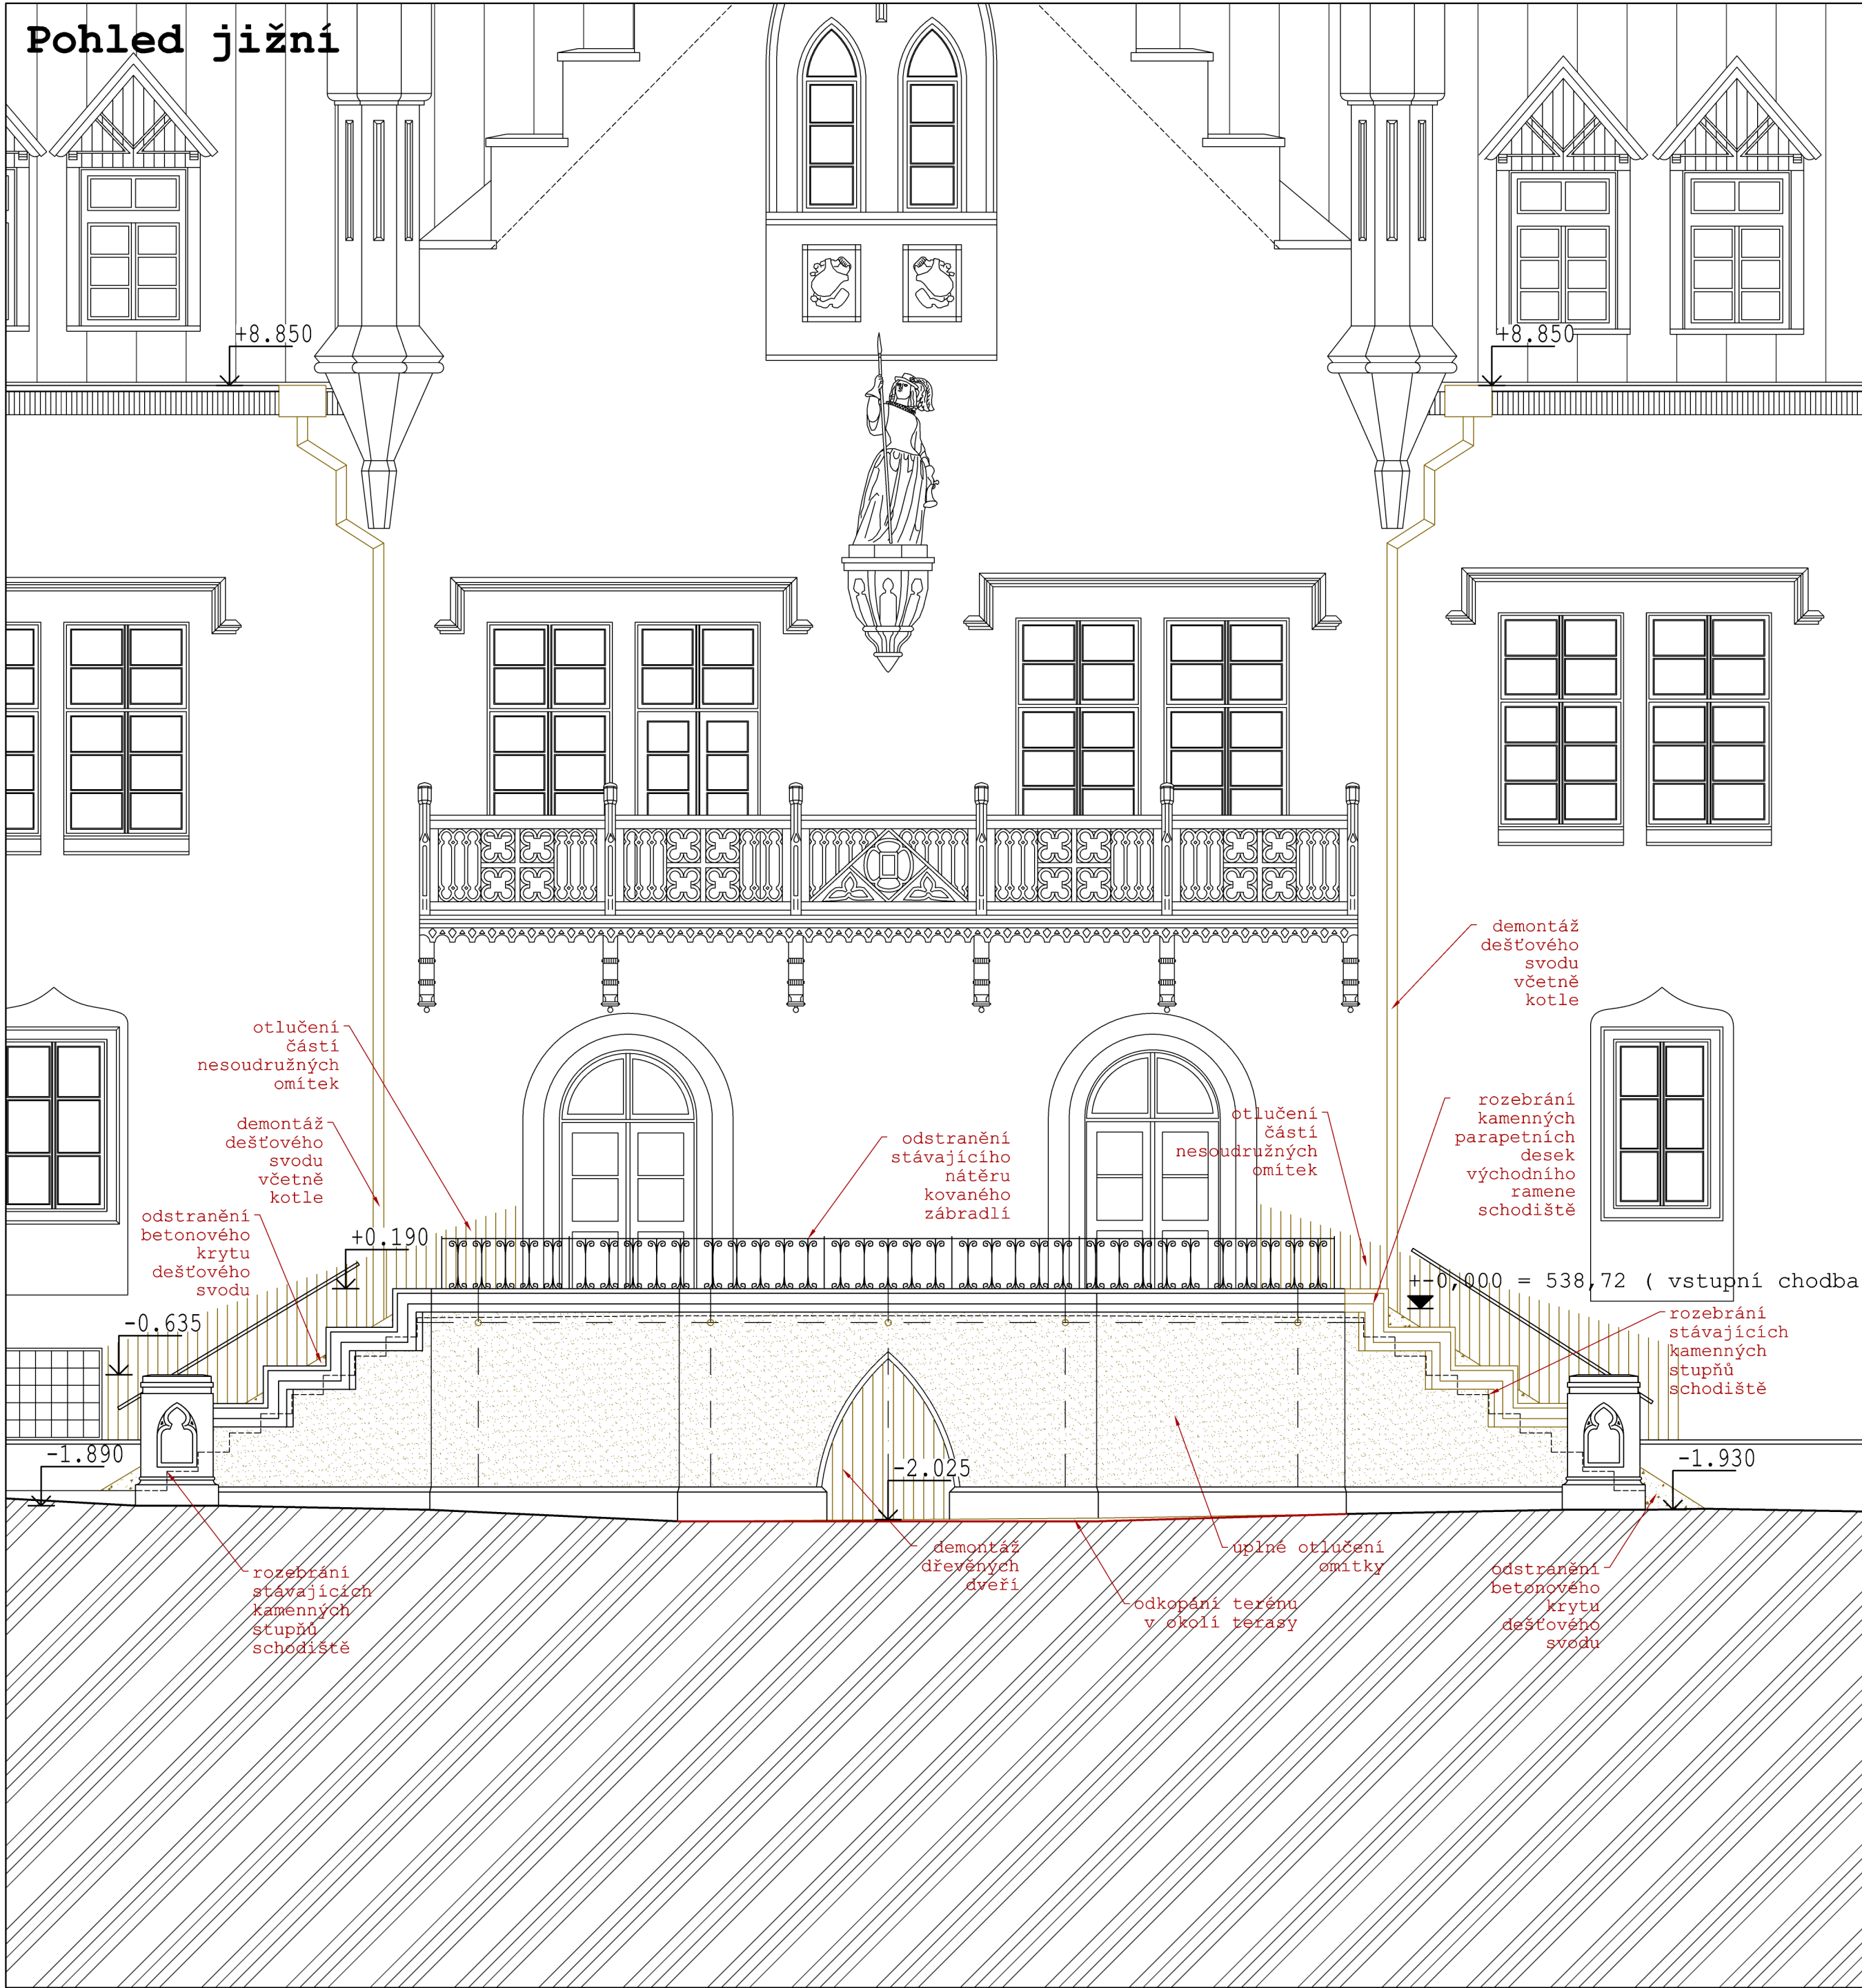 Pohled jižní
+8.850
+8.850
demontáž
dešťového
svodu
včetně
kotle
otlučení
částí
nesoudružných
omítek
demontáž
dešťového
svodu
včetně
kotle
odstranění
betonového
krytu
dešťového
svodu
odstranění
stávajícího
nátěru
kovaného
zábradlí
otlučení
částí
nesoudružných
omítek
rozebrání
kamenných
parapetních
desek
východního
ramene
schodiště
+0.190
+-0,000 = 538,72 ( vstupní chodba
-0.635
rozebrání
stávajících
kamenných
stupňů
schodiště
-1.890
-2.025
-1.930
rozebrání
stávajících
kamenných
stupňů
schodiště
demontáž
dřevěných
dveří
uplné otlučení
omítky
odkopání terénu
v okolí terasy
odstranění
betonového
krytu
dešťového
svodu